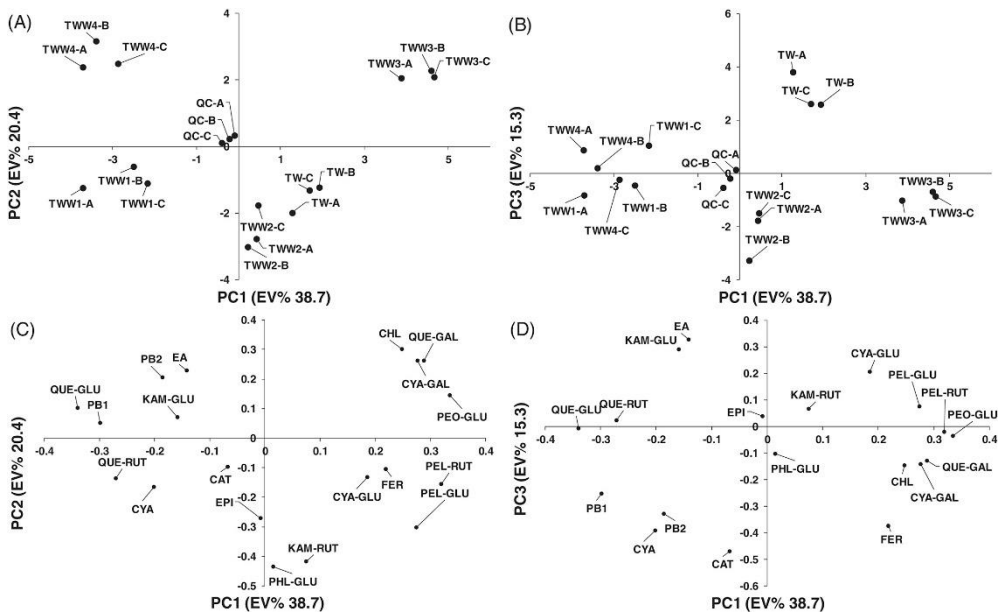 (A)
TWW4-B
TWW4-C
TWW4-A
TWW3-B
TWW3-C
TWW3-A
QC-A
QC-B
QC-C
TWW1-B
TWW1-A
TWW1-C
TW-C
TW-B
TW-A
TWW2-C
TWW2-A
TWW2-B
4
2
0
-2
-4
-5 -3 -1 1 3 5
PC2 (EV% 20.4)
PC1 (EV% 38.7)
(B)
TW-A
TW-C
TW-B
TWW4-A
TWW4-B
TWW1-C
QC-A
QC-B
QC-C
TWW1-A
TWW4-C
TWW1-B
TWW3-B
TWW3-C
TWW3-A
TWW2-C
TWW2-A
TWW2-B
6
4
2
0
-2
-4
-5 -3 -1 1 3 5
PC3 (EV% 15.3)
PC1 (EV% 38.7)
(C)
CHL
QUE-GAL
CYA-GAL
PEO-GLU
EA
PB2
QUE-GLU
PB1
KAM-GLU
QUE-RUT
CYA
CAT
EPI
CYA-GLU
FER
PEL-RUT
PEL-GLU
KAM-RUT
PHL-GLU
0.4
0.3
0.2
0.1
0
-0.1
-0.2
-0.3
-0.4
-0.5
-0.4 -0.3 -0.2 -0.1 0 0.1 0.2 0.3 0.4
PC2 (EV% 20.4)
PC1 (EV% 38.7)
(D)
EA
KAM-GLU
CYA-GLU
PEL-GLU
PEL-RUT
PEO-GLU
KAM-RUT
QUE-GLU
QUE-RUT
EPI
PHL-GLU
CHL
QUE-GAL
CYA-GAL
FER
PB1
PB2
CYA
CAT
0.4
0.3
0.2
0.1
0
-0.1
-0.2
-0.3
-0.4
-0.5
-0.6
-0.4 -0.3 -0.2 -0.1 0 0.1 0.2 0.3 0.4
PC3 (EV% 15.3)
PC1 (EV% 38.7)